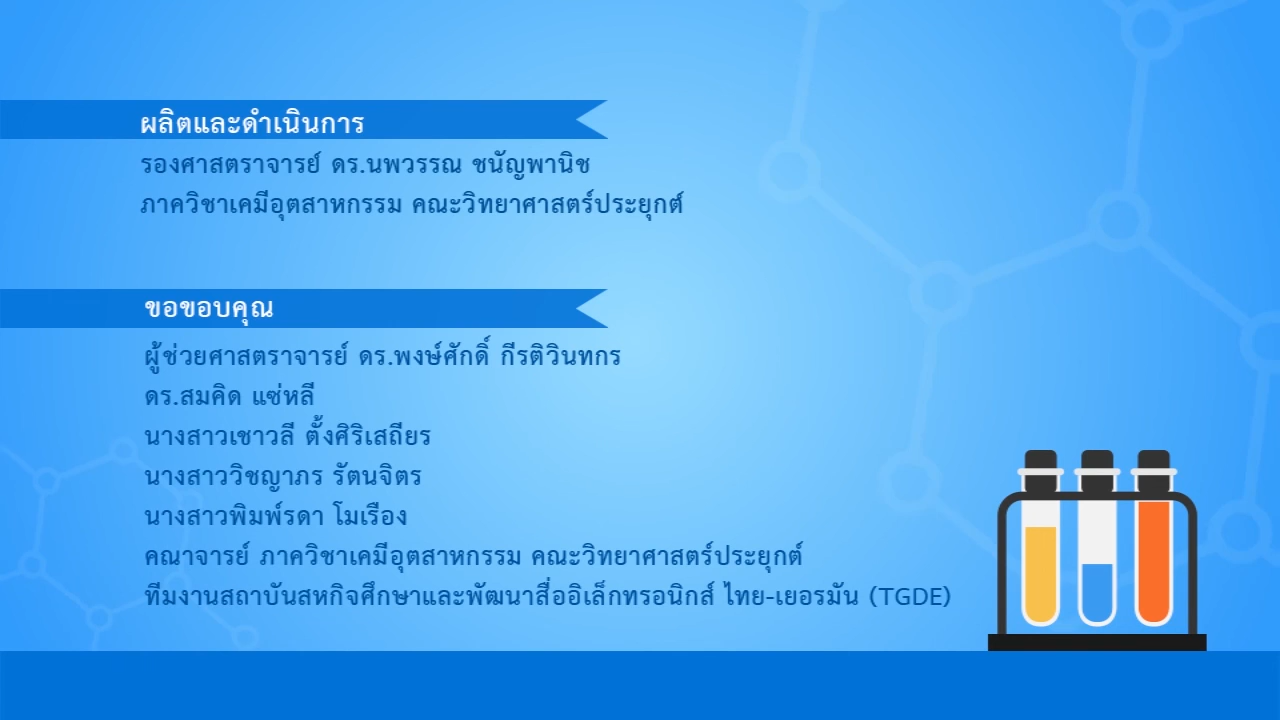 ผลิตและดำเนินการ
รองศาสตราจารย์ ดร.นพวรรณ ชนัญพานิช
ภาควิชาเคมีอุตสาหกรรม คณะวิทยาศาสตร์ประยุกต์
ขอขอบคุณ
ผู้ช่วยศาสตราจารย์ ดร.พงษ์ศักดิ์ กีรติวินทกร
ดร.สมคิด แซ่หลี
นางสาวเชาวลี ตั้งศิริเสถียร
นางสาววิชญาภร รัตนจิตร
นางสาวพิมพ์รดา โมเรือง
คณาจารย์ ภาควิชาเคมีอุตสาหกรรม คณะวิทยาศาสตร์ประยุกต์
ทีมงานสถาบันสหกิจศึกษาและพัฒนาสื่ออิเล็กทรอนิกส์ ไทย-เยอรมัน (TGDE)